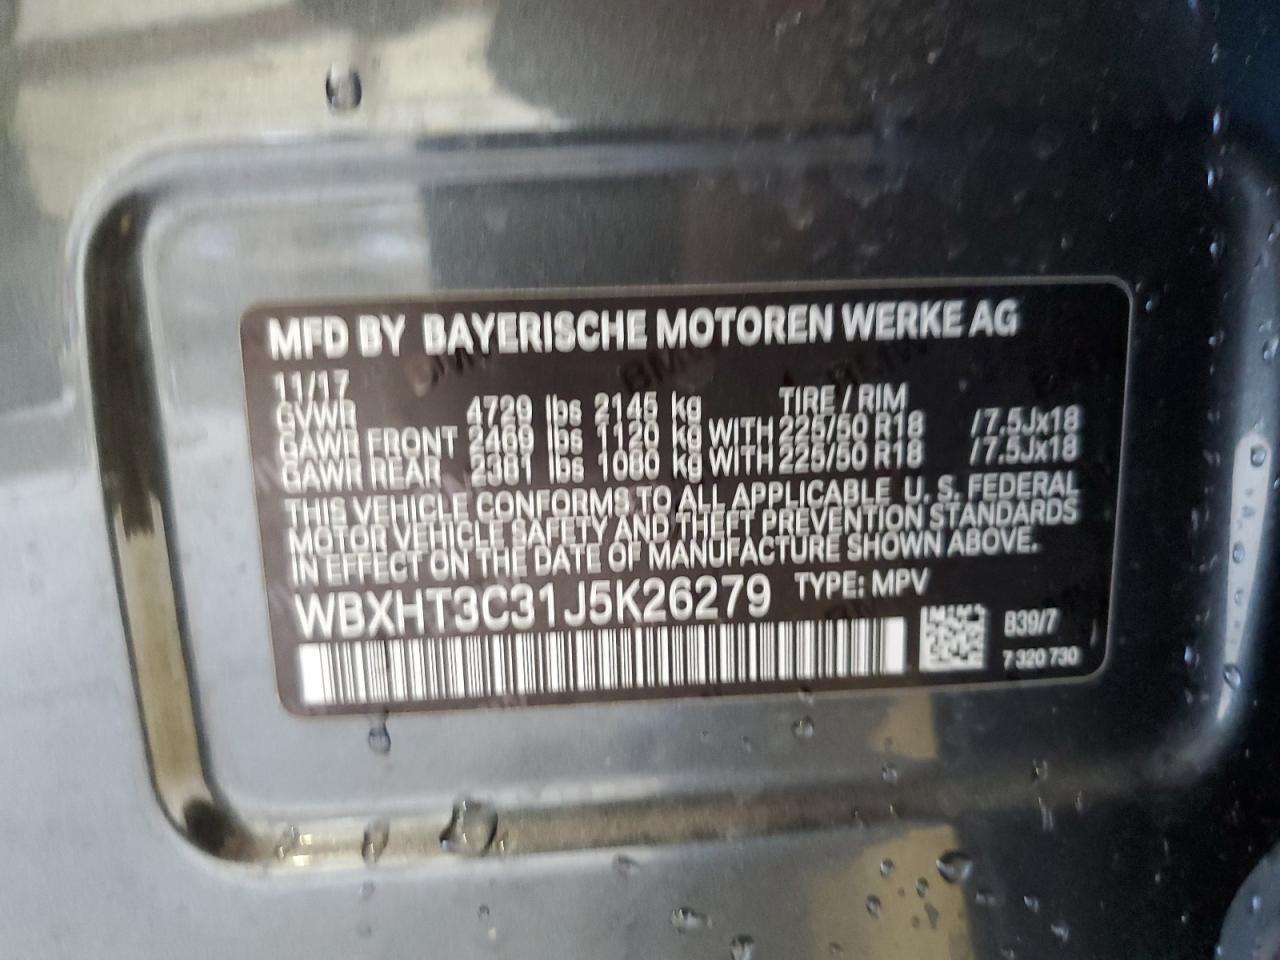 MFD BY BAYERISCHE MOTOREN WERKE AG
11/17
GVWR 4729 lbs 2145 kg TIRE / RIM
GAWR FRONT 2469 lbs 1120 kg WITH 225/50 R18 /7.5Jx18
GAWR REAR 2381 lbs 1080 kg WITH 225/50 R18 /7.5Jx18
THIS VEHICLE CONFORMS TO ALL APPLICABLE U. S. FEDERAL
MOTOR VEHICLE SAFETY AND THEFT PREVENTION STANDARDS
IN EFFECT ON THE DATE OF MANUFACTURE SHOWN ABOVE.
WBXHT3C31J5K26279 TYPE: MPV
B39/7
7 320 730